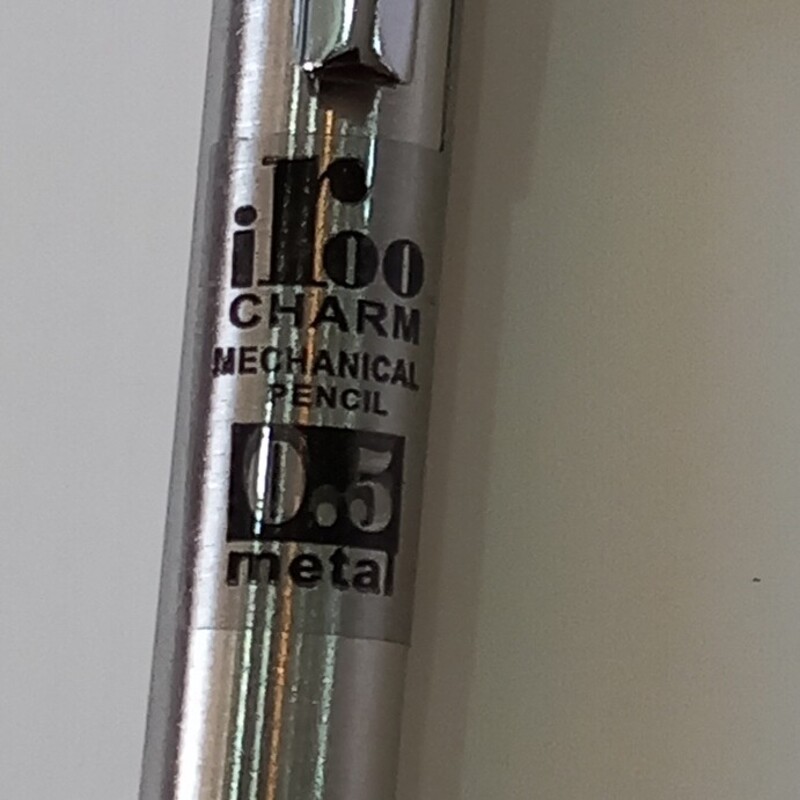 iroo
CHARM
MECHANICAL
PENCIL
0.5
metal